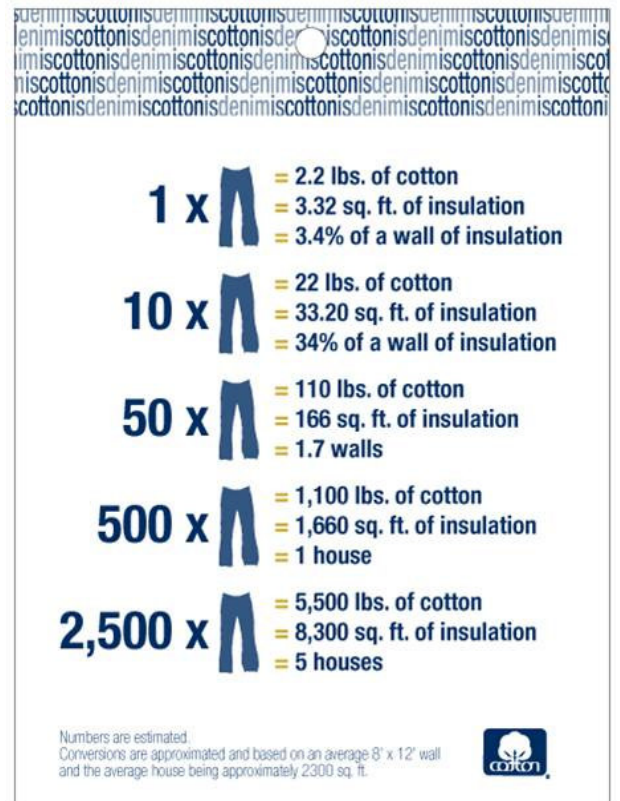 enimiscottonisdenimiscottonisdenimiscottonisdenimiscottonisdenimis
imiscottonisdenimiscottonisdenimiscottonisdenimiscottonisdenimiscot
niscottonisdenimiscottonisdenimiscottonisdenimiscottonisdenimiscotto
scottonisdenimiscottonisdenimiscottonisdenimiscottonisdenimiscottoni
1 x
= 2.2 lbs. of cotton
= 3.32 sq. ft. of insulation
= 3.4% of a wall of insulation
10 x
= 22 lbs. of cotton
= 33.20 sq. ft. of insulation
= 34% of a wall of insulation
50 x
= 110 lbs. of cotton
= 166 sq. ft. of insulation
= 1.7 walls
500 x
= 1,100 lbs. of cotton
= 1,660 sq. ft. of insulation
= 1 house
2,500 x
= 5,500 lbs. of cotton
= 8,300 sq. ft. of insulation
= 5 houses
Numbers are estimated.
Conversions are approximated and based on an average 8' x 12' wall
and the average house being approximately 2300 sq. ft.
cotton